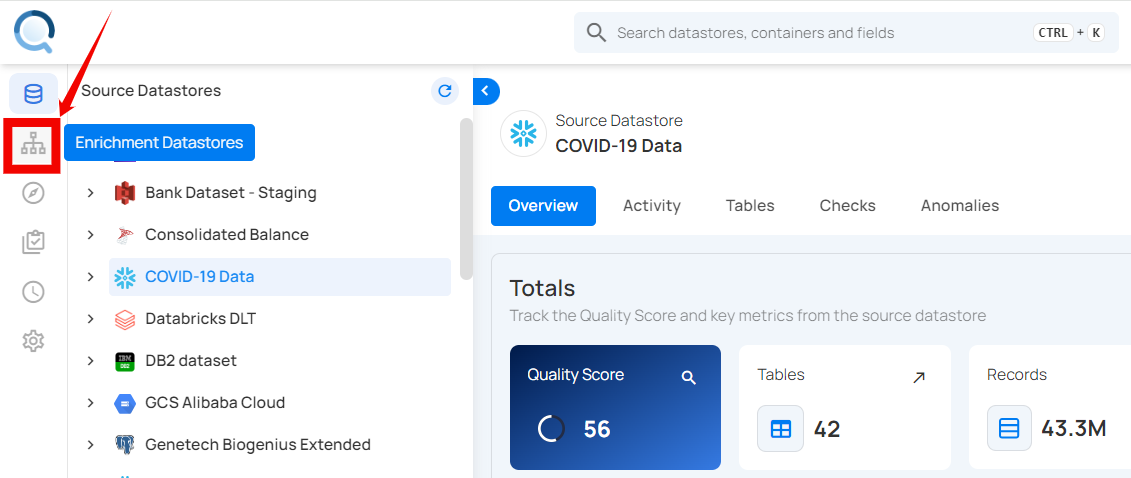 Search datastores, containers and fields
CTRL + K
Source Datastores
Enrichment Datastores
Bank Dataset - Staging
Consolidated Balance
COVID-19 Data
Databricks DLT
IBM
DB2
DB2 dataset
GCS Alibaba Cloud
Genetech Biogenius Extended
Source Datastore
COVID-19 Data
Overview
Activity
Tables
Checks
Anomalies
Totals
Track the Quality Score and key metrics from the source datastore
Quality Score
56
Tables
42
Records
43.3M